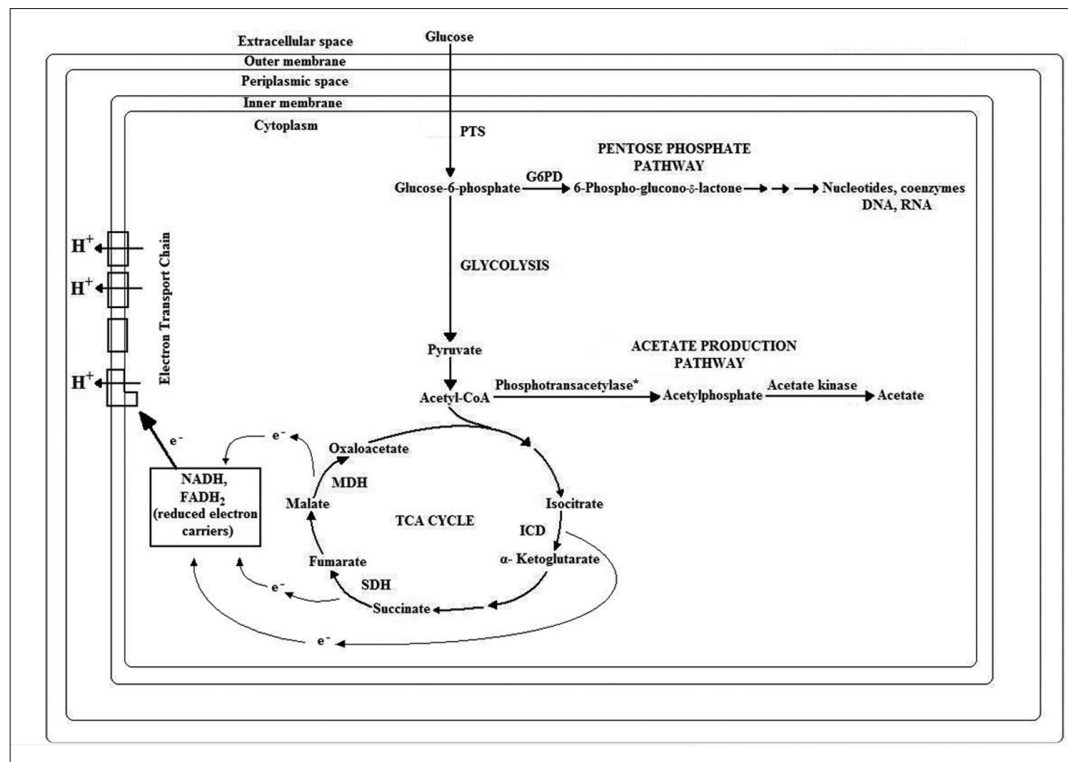 Extracellular space
Glucose
Outer membrane
Periplasmic space
Inner membrane
Cytoplasm
PTS
PENTOSE PHOSPHATE
PATHWAY
Glucose-6-phosphate
G6PD
6-Phospho-glucono-δ-lactone
Nucleotides, coenzymes
DNA, RNA
H+
H+
H+
Electron Transport Chain
GLYCOLYSIS
Pyruvate
ACETATE PRODUCTION
PATHWAY
Acetyl-CoA
Phosphotransacetylase*
Acetylphosphate
Acetate kinase
Acetate
e-
e-
Oxaloacetate
NADH,
FADH2
(reduced electron
carriers)
MDH
Malate
TCA CYCLE
Isocitrate
ICD
α- Ketoglutarate
Fumarate
SDH
Succinate
e-
e-